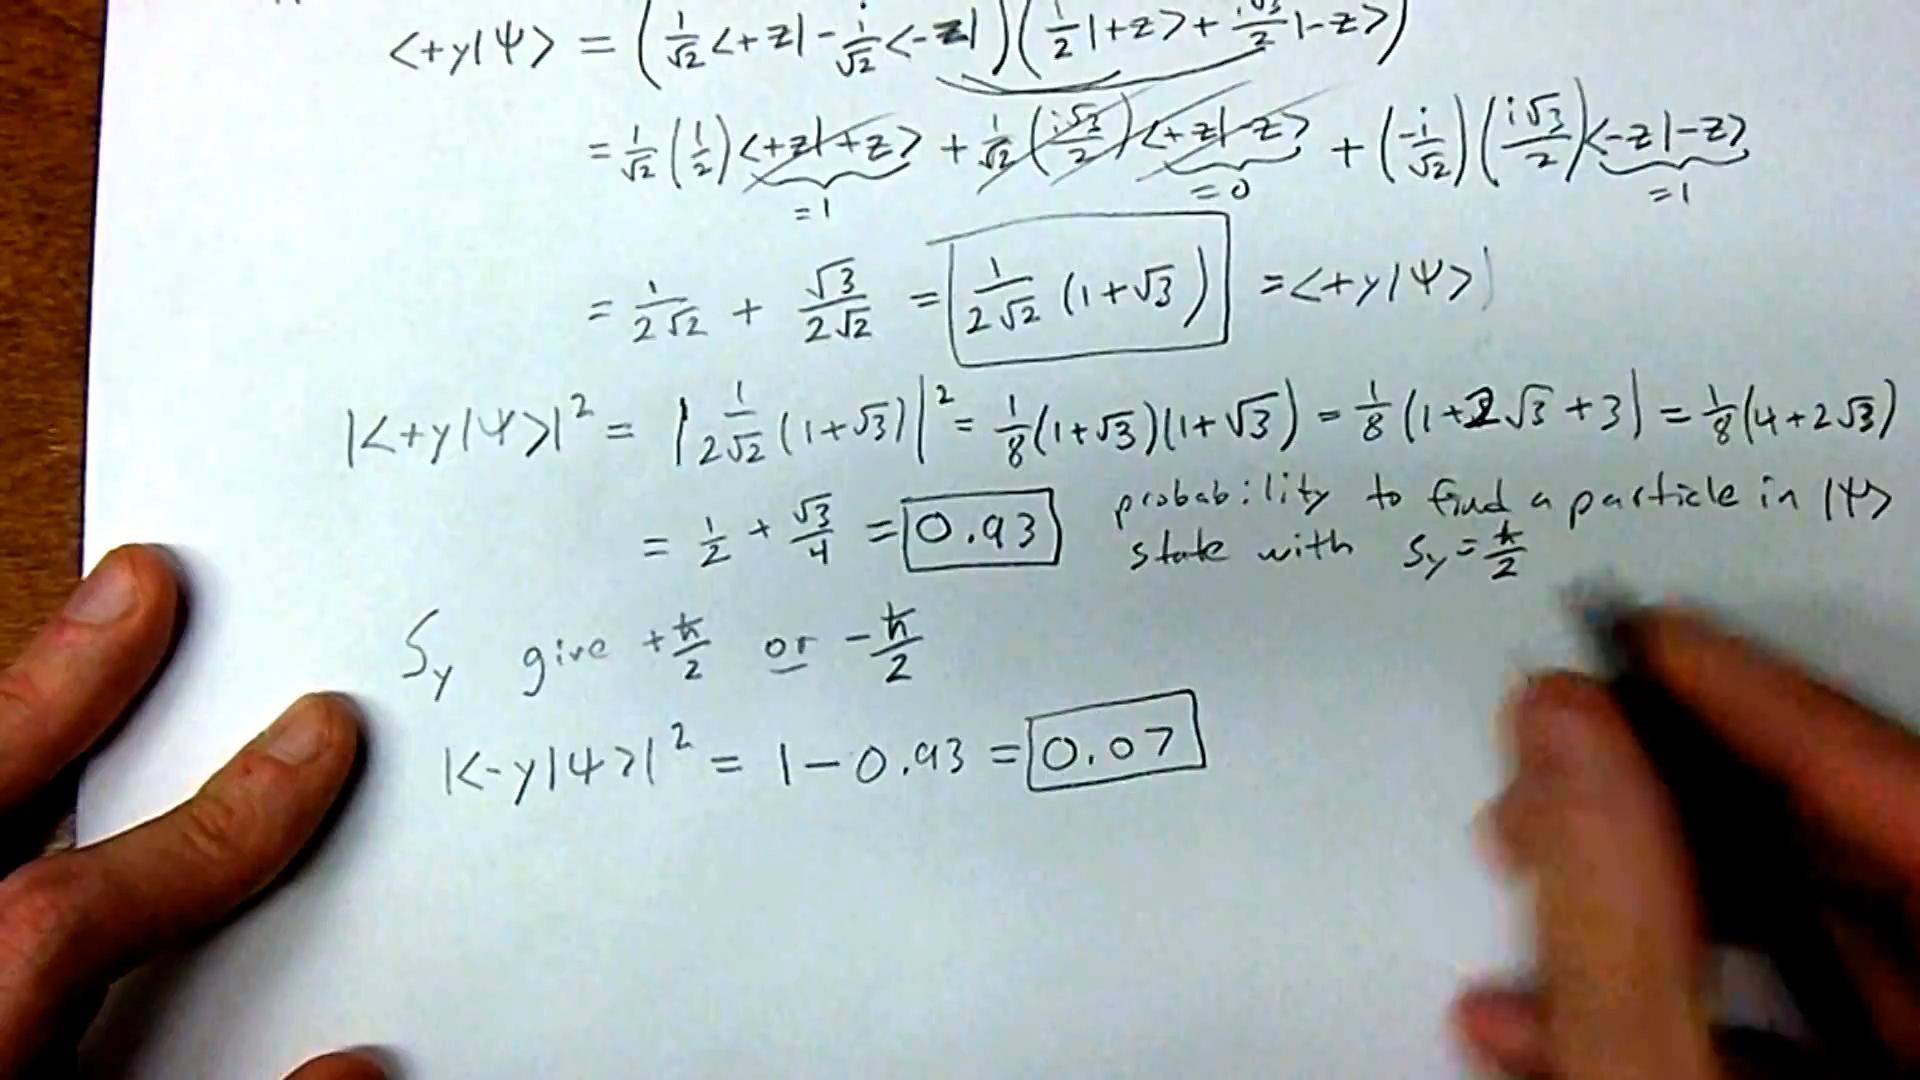 <+y|Ψ> = (1/√2 <+z| - i/√2 <-z|)(1/2 |+z> + i√3/2 |-z>)
= 1/√2 (1/2) <+z|+z> + 1/√2 (i√3/2) <+z|-z> + (-i/√2)(i√3/2) <-z|-z>
= 1 = 0 = 1
= 1/2√2 + √3/2√2 = 1/2√2 (1+√3) = <+y|Ψ>
|<+y|Ψ>|² = |1/2√2 (1+√3)|² = 1/8 (1+√3)(1+√3) = 1/8 (1+2√3+3) = 1/8 (4+2√3)
= 1/2 + √3/4 = 0.93 probability to find a particle in |Ψ>
state with Sy = ħ/2
Sy give +ħ/2 or -ħ/2
|<-y|Ψ>|² = 1 - 0.93 = 0.07